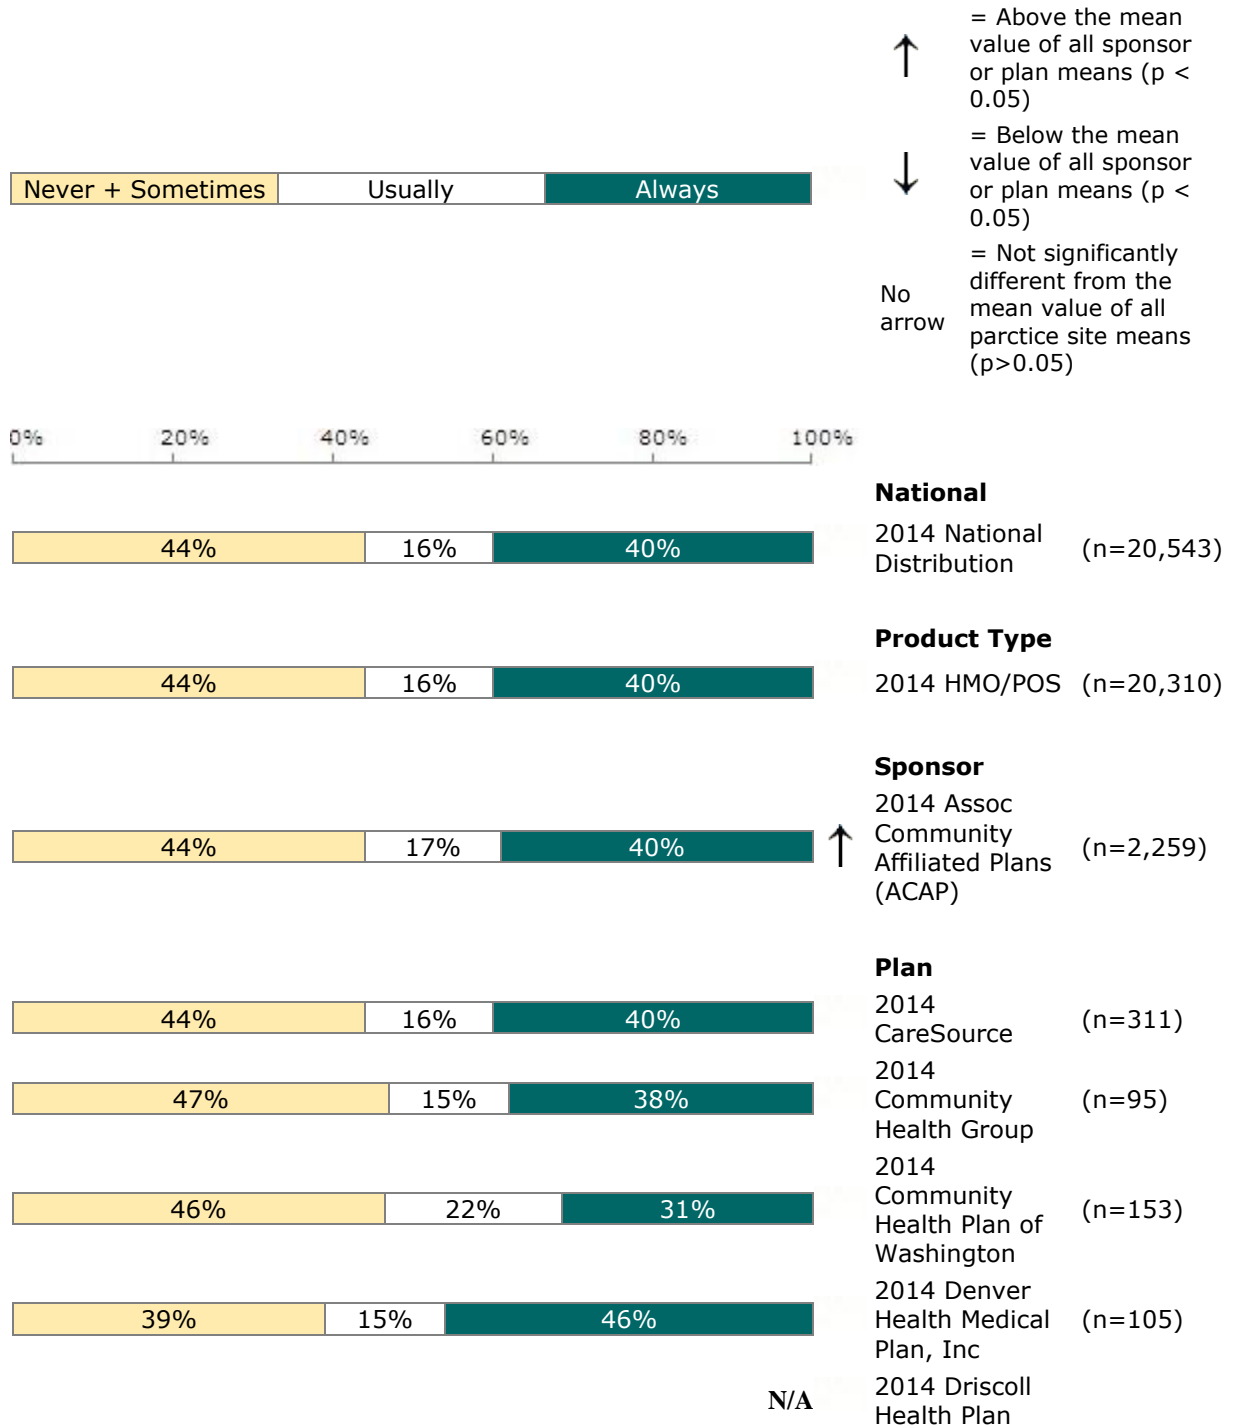 ↑
= Above the mean
value of all sponsor
or plan means (p <
0.05)
Never + Sometimes Usually Always
↓
= Below the mean
value of all sponsor
or plan means (p <
0.05)
No
arrow
= Not significantly
different from the
mean value of all
parctice site means
(p>0.05)
0% 20% 40% 60% 80% 100%
National
44% 16% 40%
2014 National
Distribution
(n=20,543)
Product Type
44% 16% 40% 2014 HMO/POS (n=20,310)
Sponsor
44% 17% 40% ↑
2014 Assoc
Community
Affiliated Plans
(ACAP)
(n=2,259)
Plan
44% 16% 40%
2014
CareSource
(n=311)
47% 15% 38%
2014
Community
Health Group
(n=95)
46% 22% 31%
2014
Community
Health Plan of
Washington
(n=153)
39% 15% 46%
2014 Denver
Health Medical
Plan, Inc
(n=105)
N/A
2014 Driscoll
Health Plan